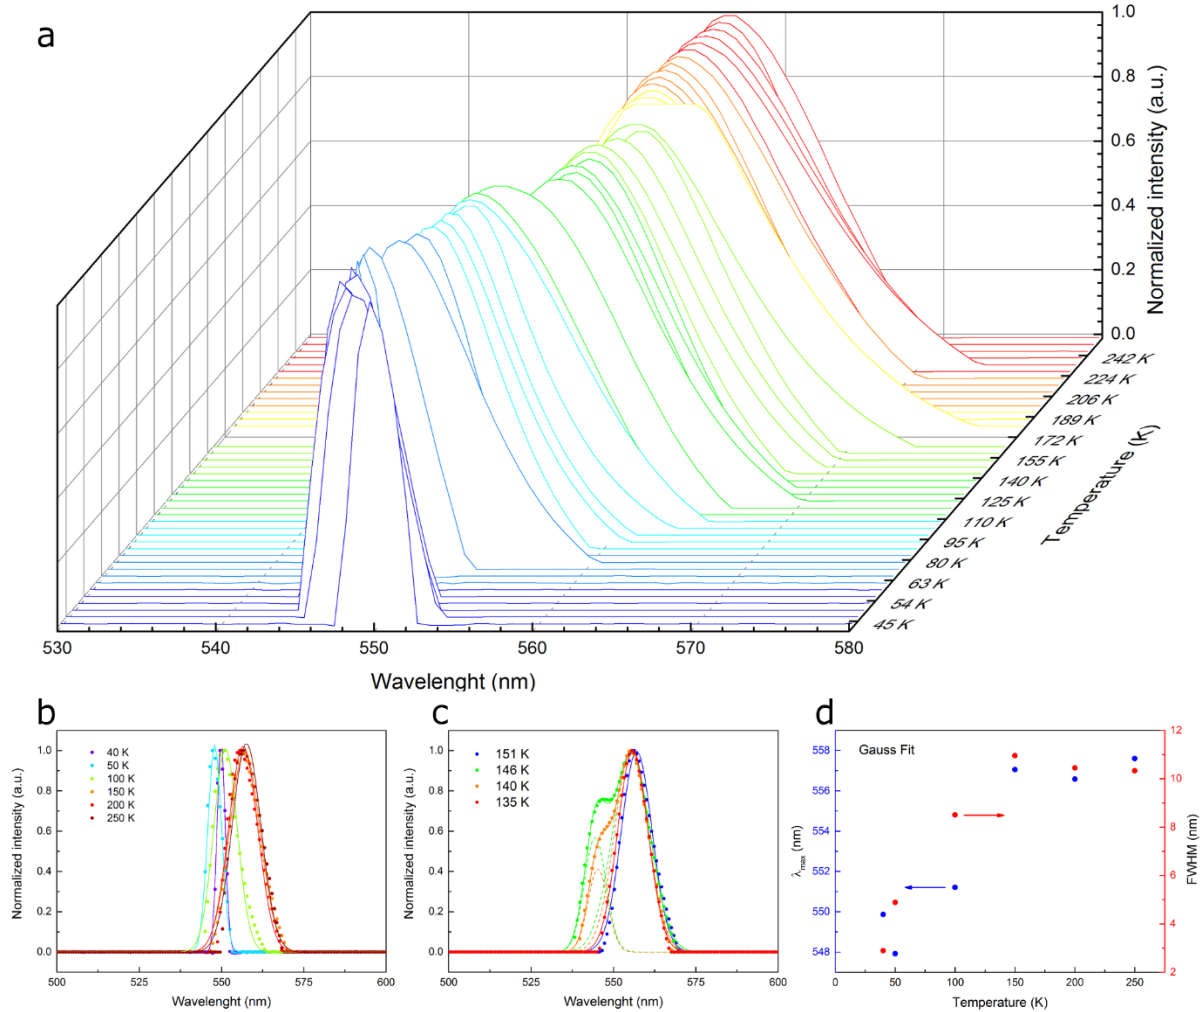 a
1.0
0.8
0.6
0.4
0.2
0.0
Normalized intensity (a.u.)
242 K
224 K
206 K
189 K
172 K
155 K
140 K
125 K
110 K
95 K
80 K
63 K
54 K
45 K
Temperature (K)
530
540
550
560
570
580
Wavelenght (nm)
b
1.0
0.8
0.6
0.4
0.2
0.0
Normalized intensity (a.u.)
40 K
50 K
100 K
150 K
200 K
250 K
500
525
550
575
600
Wavelenght (nm)
c
1.0
0.8
0.6
0.4
0.2
0.0
Normalized intensity (a.u.)
151 K
146 K
140 K
135 K
500
525
550
575
600
Wavelenght (nm)
d
Gauss Fit
558
556
554
552
550
548
λmax (nm)
12
10
8
6
4
2
FWHM (nm)
0
50
100
150
200
250
Temperature (K)